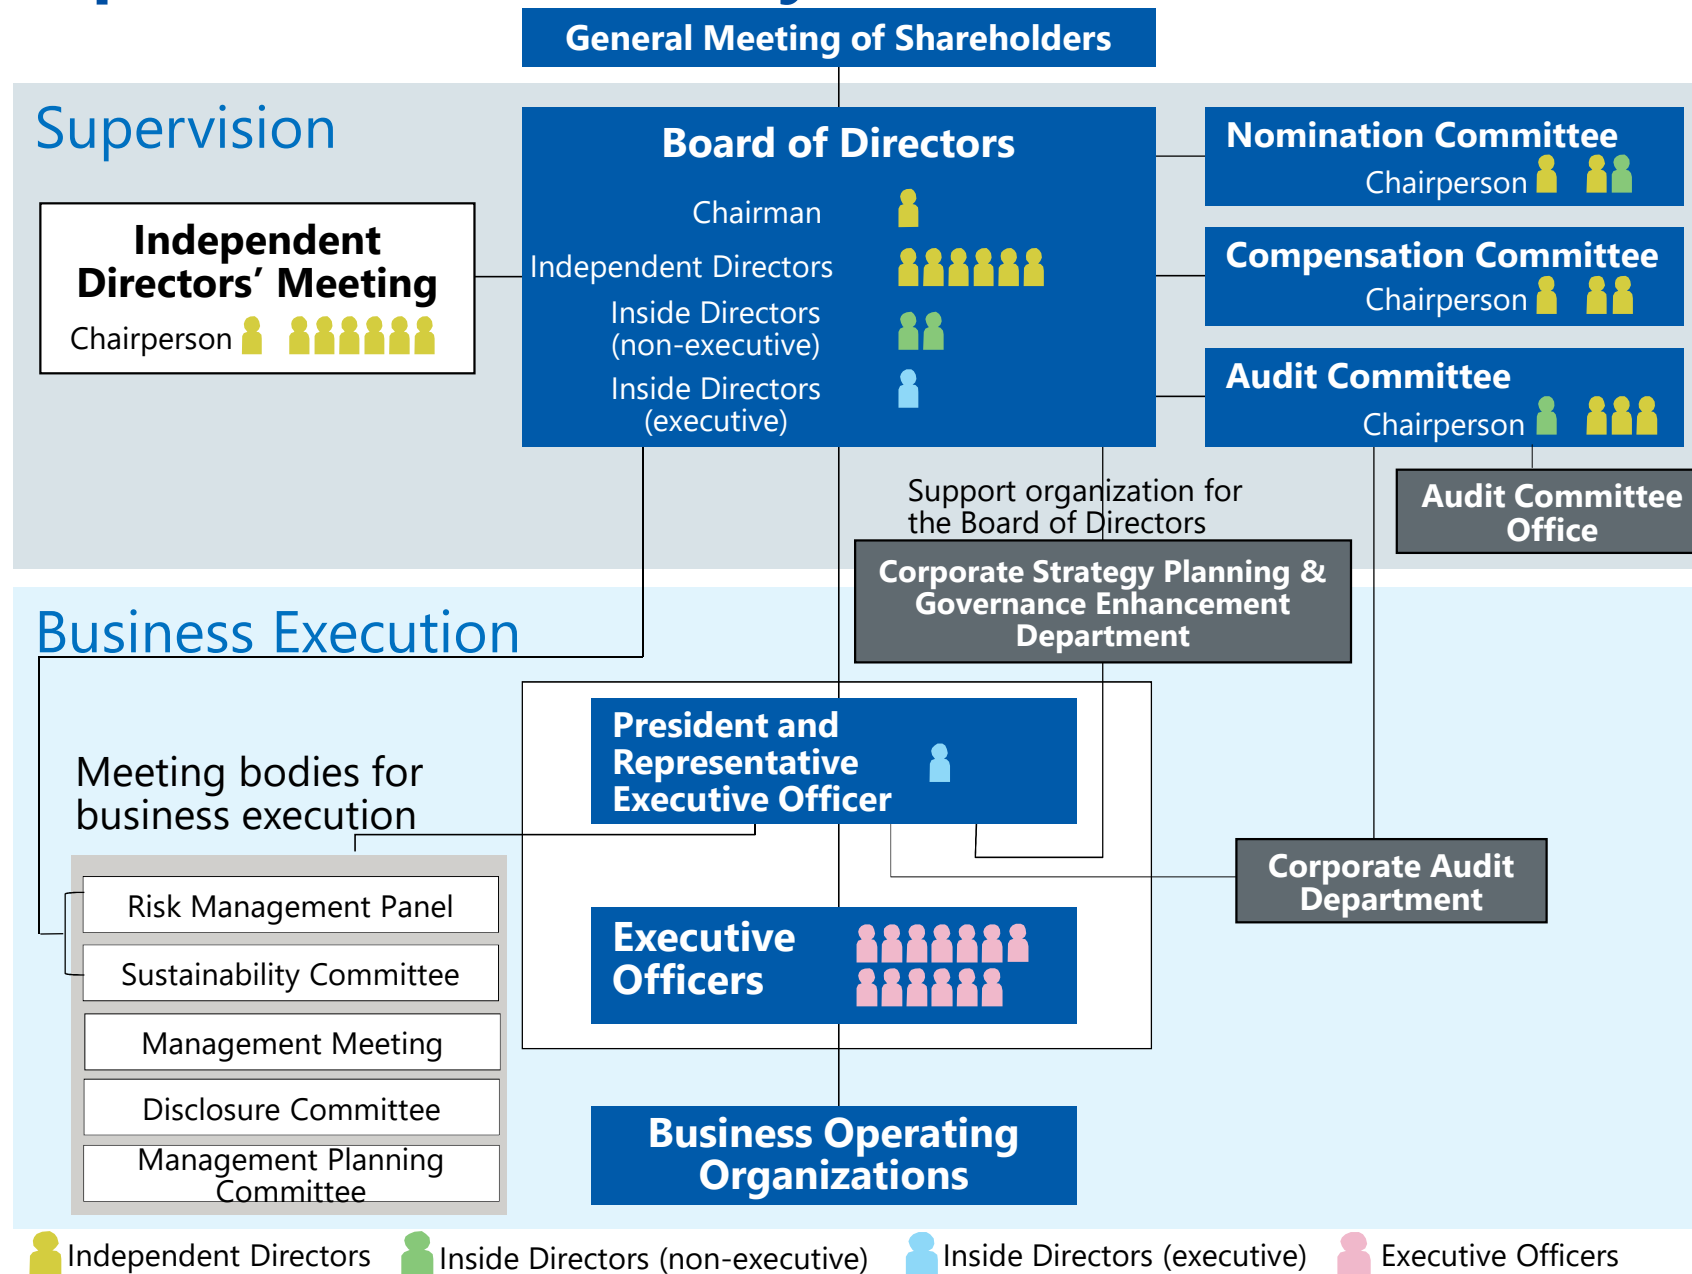 General Meeting of Shareholders
Supervision
Board of Directors
Chairman
Independent Directors
Inside Directors
(non-executive)
Inside Directors
(executive)
Independent
Directors’ Meeting
Chairperson
Nomination Committee
Chairperson
Compensation Committee
Chairperson
Audit Committee
Chairperson
Audit Committee
Office
Support organization for
the Board of Directors
Corporate Strategy Planning &
Governance Enhancement
Department
Business Execution
President and
Representative
Executive Officer
Meeting bodies for
business execution
Risk Management Panel
Sustainability Committee
Management Meeting
Disclosure Committee
Management Planning
Committee
Corporate Audit
Department
Executive
Officers
Business Operating
Organizations
Independent Directors
Inside Directors (non-executive)
Inside Directors (executive)
Executive Officers